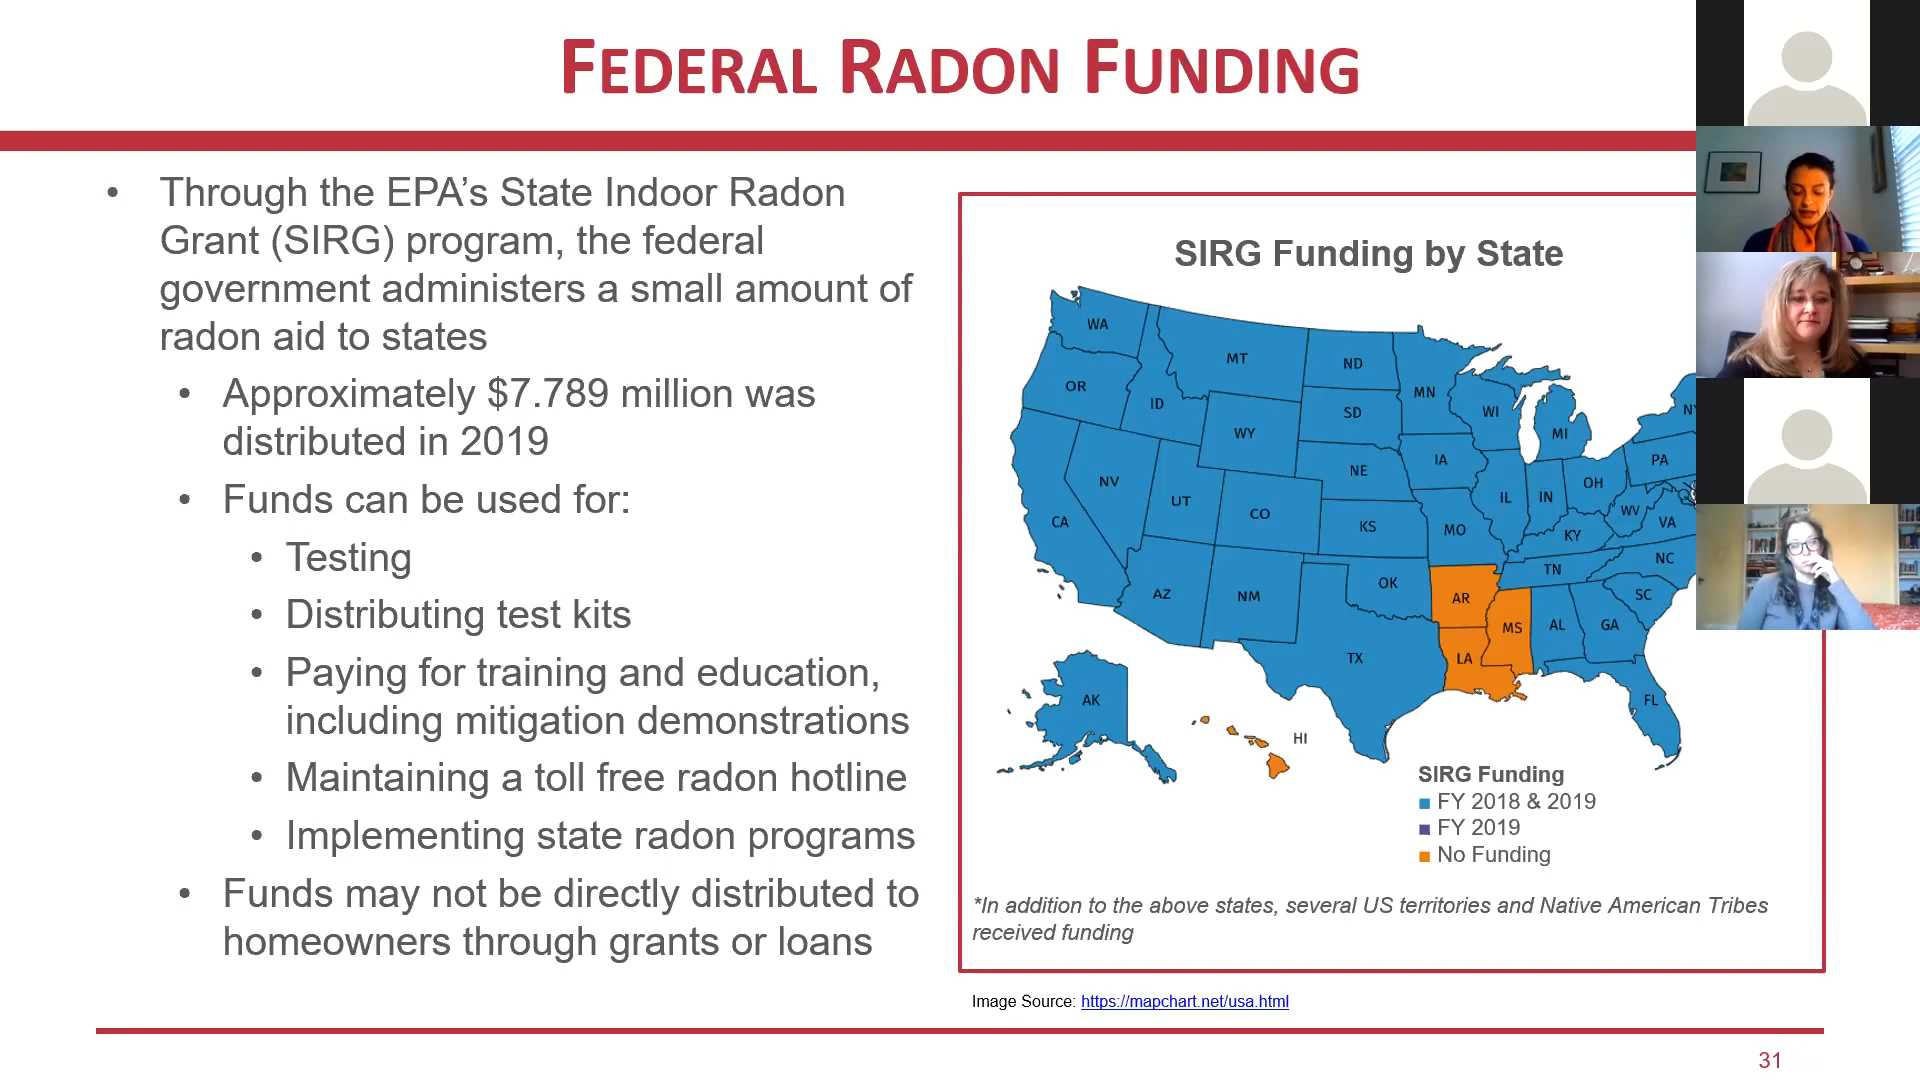 FEDERAL RADON FUNDING
• Through the EPA’s State Indoor Radon
Grant (SIRG) program, the federal
government administers a small amount of
radon aid to states
• Approximately $7.789 million was
distributed in 2019
• Funds can be used for:
• Testing
• Distributing test kits
• Paying for training and education,
including mitigation demonstrations
• Maintaining a toll free radon hotline
• Implementing state radon programs
• Funds may not be directly distributed to
homeowners through grants or loans
SIRG Funding by State
WA
MT
ND
MN
OR
ID
SD
WI
MI
WY
IA
PA
NE
NV
UT
CO
IL
IN
OH
WV
VA
CA
KS
MO
KY
NC
TN
AZ
NM
OK
AR
SC
MS
AL
GA
TX
LA
AK
FL
HI
SIRG Funding
FY 2018 & 2019
FY 2019
No Funding
*In addition to the above states, several US territories and Native American Tribes
received funding
Image Source: https://mapchart.net/usa.html
31